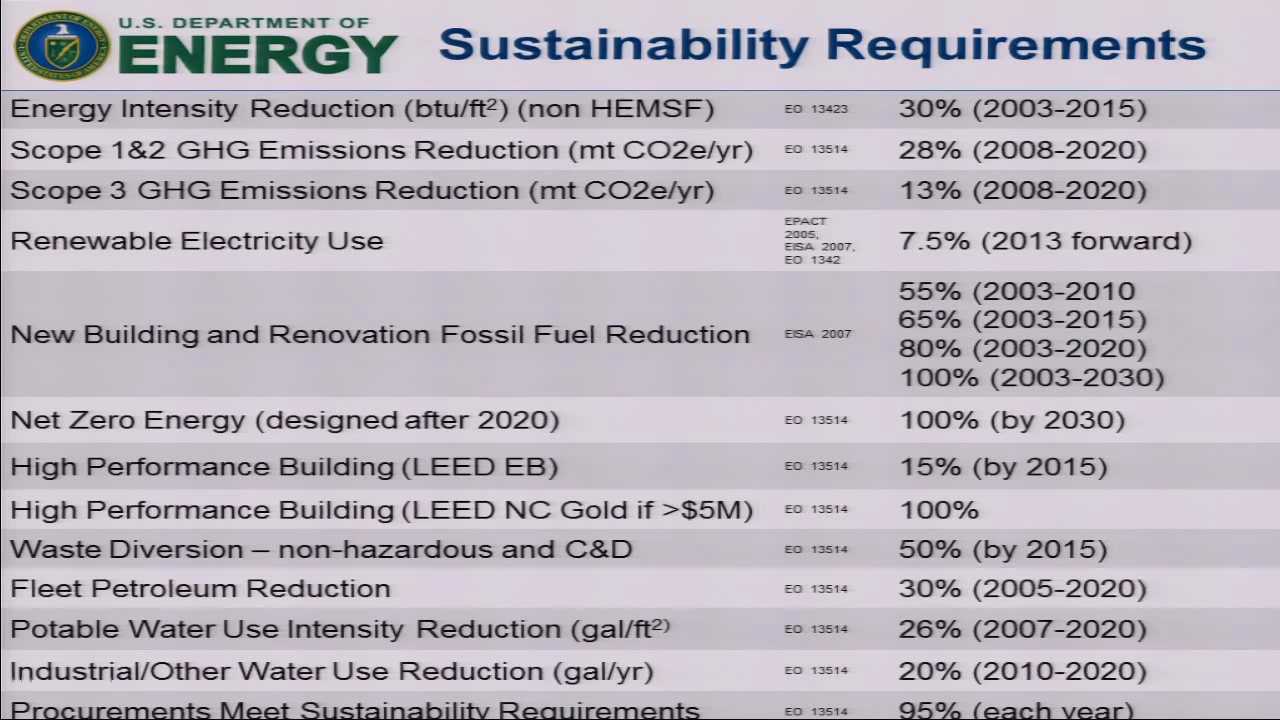 U.S. DEPARTMENT OF
ENERGY
Sustainability Requirements
Energy Intensity Reduction (btu/ft²) (non HEMSF) EO 13423 30% (2003-2015)
Scope 1&2 GHG Emissions Reduction (mt CO2e/yr) EO 13514 28% (2008-2020)
Scope 3 GHG Emissions Reduction (mt CO2e/yr) EO 13514 13% (2008-2020)
Renewable Electricity Use
EPACT
2005,
EISA 2007,
EO 1342
7.5% (2013 forward)
New Building and Renovation Fossil Fuel Reduction
EISA 2007
55% (2003-2010
65% (2003-2015)
80% (2003-2020)
100% (2003-2030)
Net Zero Energy (designed after 2020) EO 13514 100% (by 2030)
High Performance Building (LEED EB) EO 13514 15% (by 2015)
High Performance Building (LEED NC Gold if >$5M) EO 13514 100%
Waste Diversion – non-hazardous and C&D EO 13514 50% (by 2015)
Fleet Petroleum Reduction EO 13514 30% (2005-2020)
Potable Water Use Intensity Reduction (gal/ft²⁾ EO 13514 26% (2007-2020)
Industrial/Other Water Use Reduction (gal/yr) EO 13514 20% (2010-2020)
Procurements Meet Sustainability Requirements EO 13514 95% (each year)